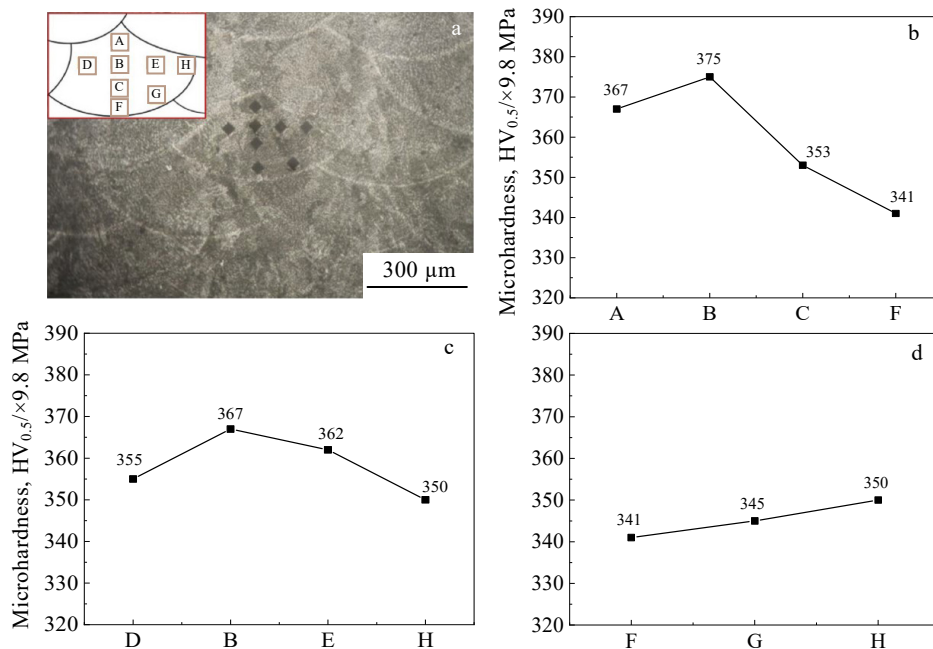 a
A
D
B
E
H
C
G
F
300 μm
b
Microhardness, HV0.5/×9.8 MPa
390
380
370
360
350
340
330
320
367
375
353
341
A
B
C
F
c
Microhardness, HV0.5/×9.8 MPa
390
380
370
360
350
340
330
320
355
367
362
350
D
B
E
H
d
390
380
370
360
350
340
330
320
341
345
350
F
G
H